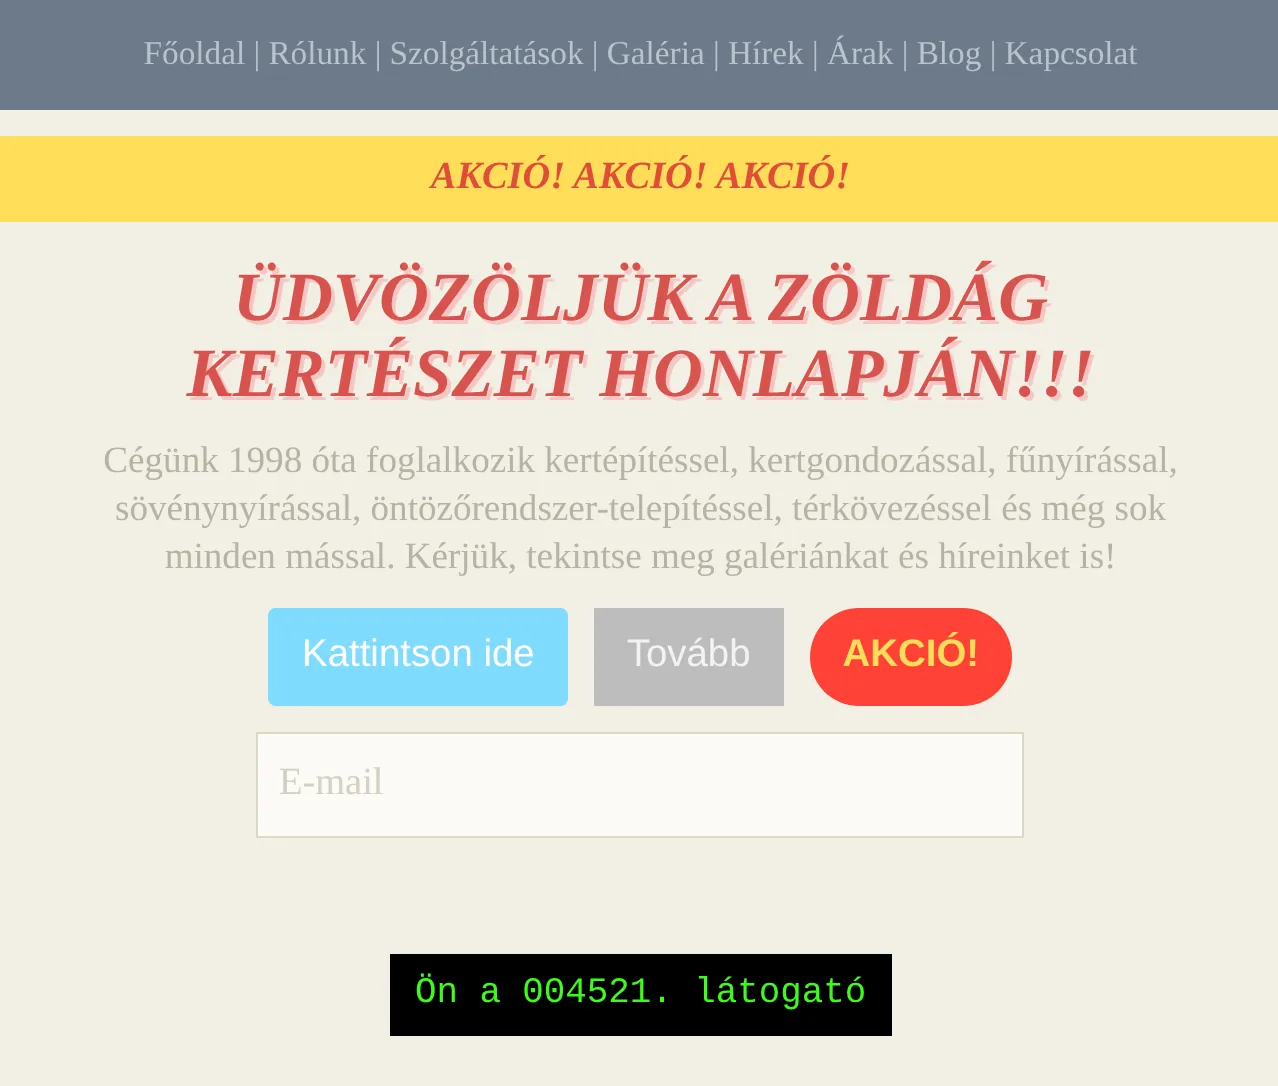 Főoldal | Rólunk | Szolgáltatások | Galéria | Hírek | Árak | Blog | Kapcsolat
AKCIÓ! AKCIÓ! AKCIÓ!
ÜDVÖZÖLJÜK A ZÖLDÁG
KERTÉSZET HONLAPJÁN!!!
Cégünk 1998 óta foglalkozik kertépítéssel, kertgondozással, fűnyírással,
sövénynyírással, öntözőrendszer-telepítéssel, térkövezéssel és még sok
minden mással. Kérjük, tekintse meg galériánkat és híreinket is!
Kattintson ide Tovább AKCIÓ!
E-mail
Ön a 004521. látogató